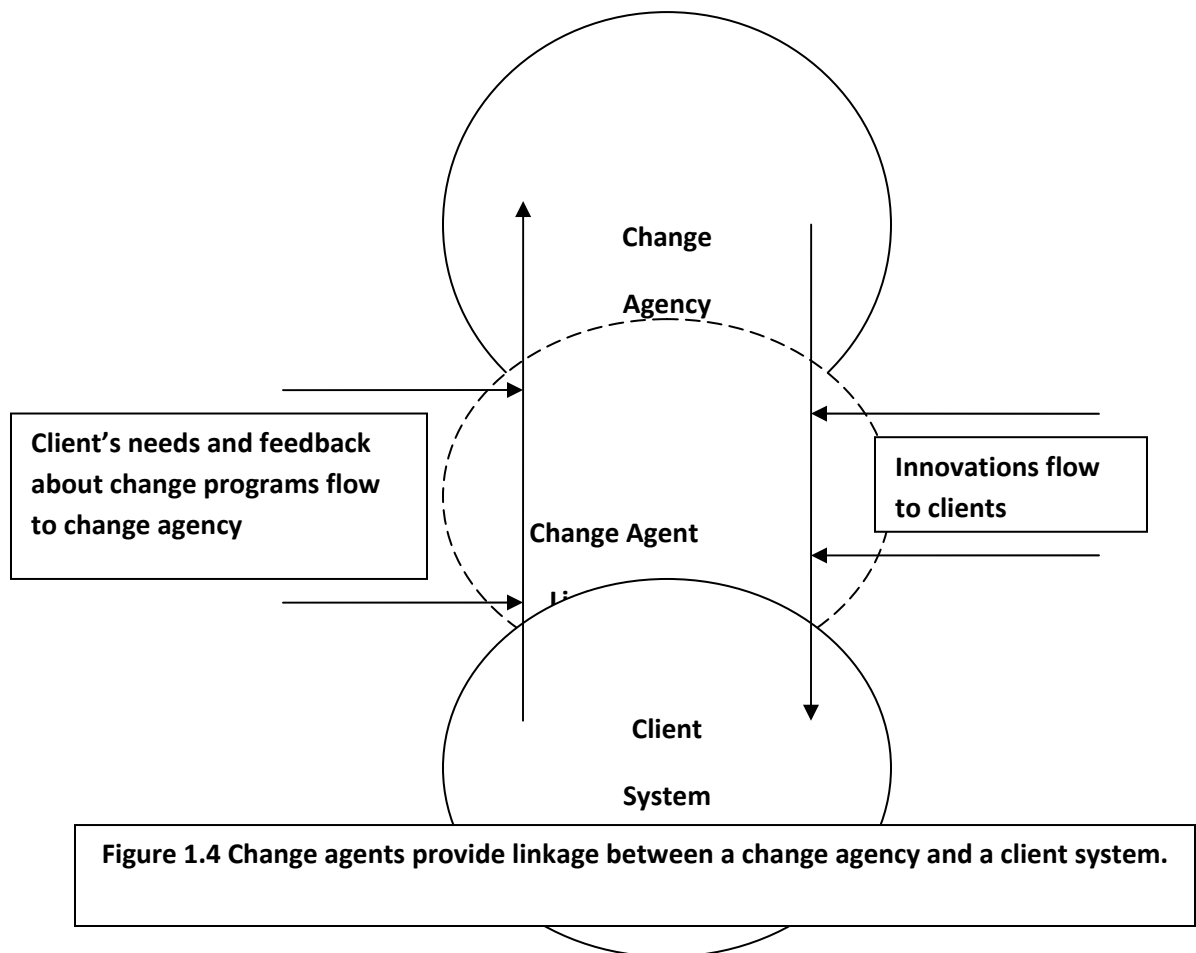 Change
Agency
Client’s needs and feedback
about change programs flow
to change agency
Innovations flow
to clients
Change Agent
Client
System
Figure 1.4 Change agents provide linkage between a change agency and a client system.